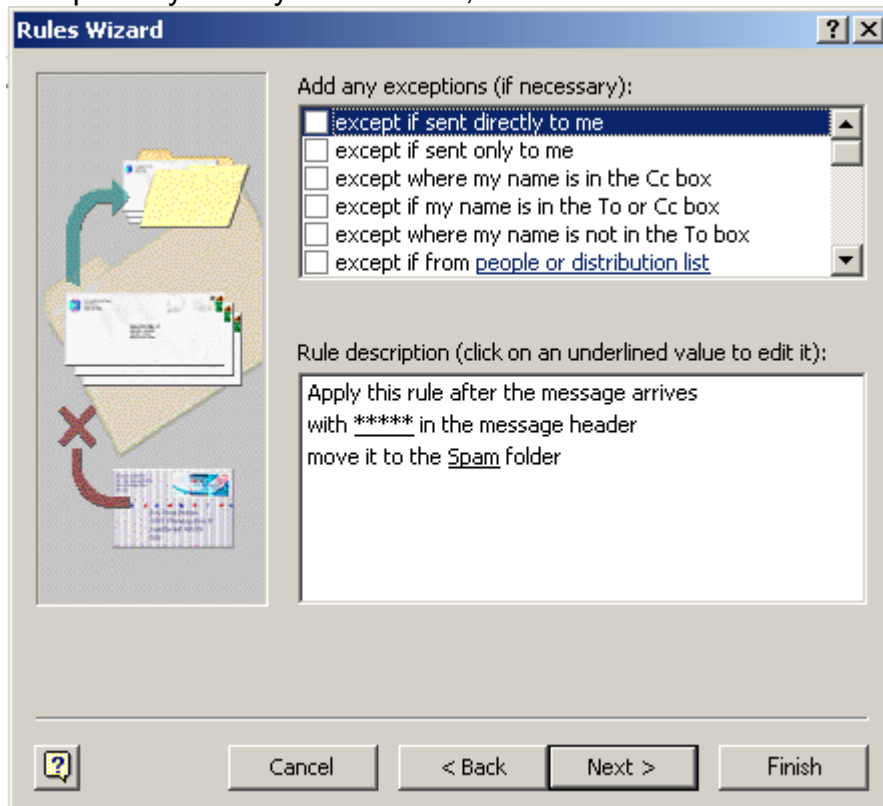 Rules Wizard
Add any exceptions (if necessary):
except if sent directly to me
except if sent only to me
except where my name is in the Cc box
except if my name is in the To or Cc box
except where my name is not in the To box
except if from people or distribution list
Rule description (click on an underlined value to edit it):
Apply this rule after the message arrives
with ***** in the message header
move it to the Spam folder
Cancel
< Back
Next >
Finish